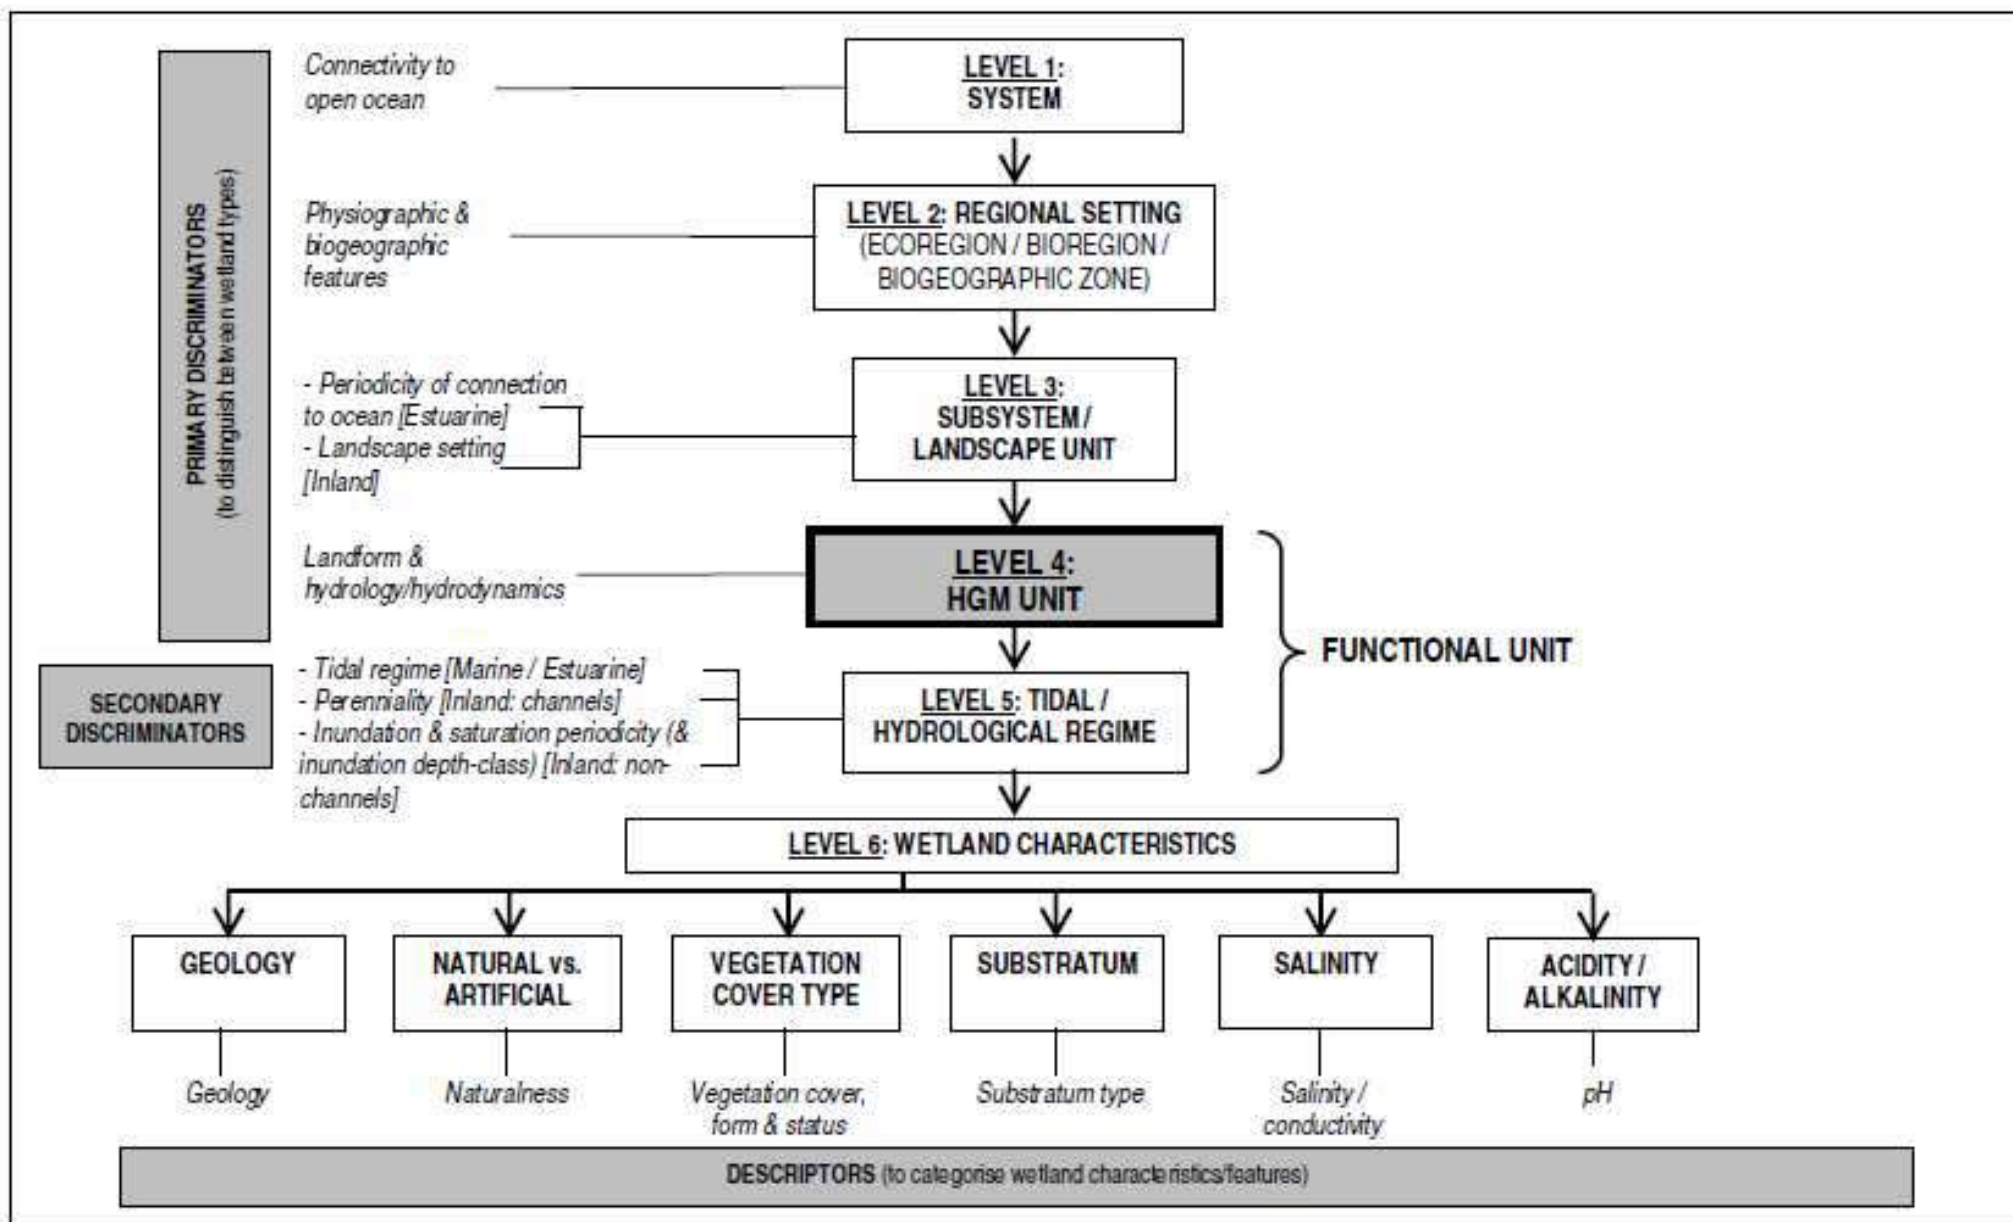 PRIMARY DISCRIMINATORS
(to distinguish between wetland types)
Connectivity to
open ocean
LEVEL 1:
SYSTEM
Physiographic &
biogeographic
features
LEVEL 2: REGIONAL SETTING
(ECOREGION / BIOREGION /
BIOGEOGRAPHIC ZONE)
- Periodicity of connection
to ocean [Estuarine]
- Landscape setting
[Inland]
LEVEL 3:
SUBSYSTEM /
LANDSCAPE UNIT
Landform &
hydrology/hydrodynamics
LEVEL 4:
HGM UNIT
FUNCTIONAL UNIT
SECONDARY
DISCRIMINATORS
- Tidal regime [Marine / Estuarine]
- Perenniality [Inland: channels]
- Inundation & saturation periodicity (&
inundation depth-class) [Inland: non-
channels]
LEVEL 5: TIDAL /
HYDROLOGICAL REGIME
LEVEL 6: WETLAND CHARACTERISTICS
GEOLOGY
NATURAL vs.
ARTIFICIAL
VEGETATION
COVER TYPE
SUBSTRATUM
SALINITY
ACIDITY /
ALKALINITY
Geology
Naturalness
Vegetation cover,
form & status
Substratum type
Salinity /
conductivity
pH
DESCRIPTORS (to categorise wetland characteristics/features)